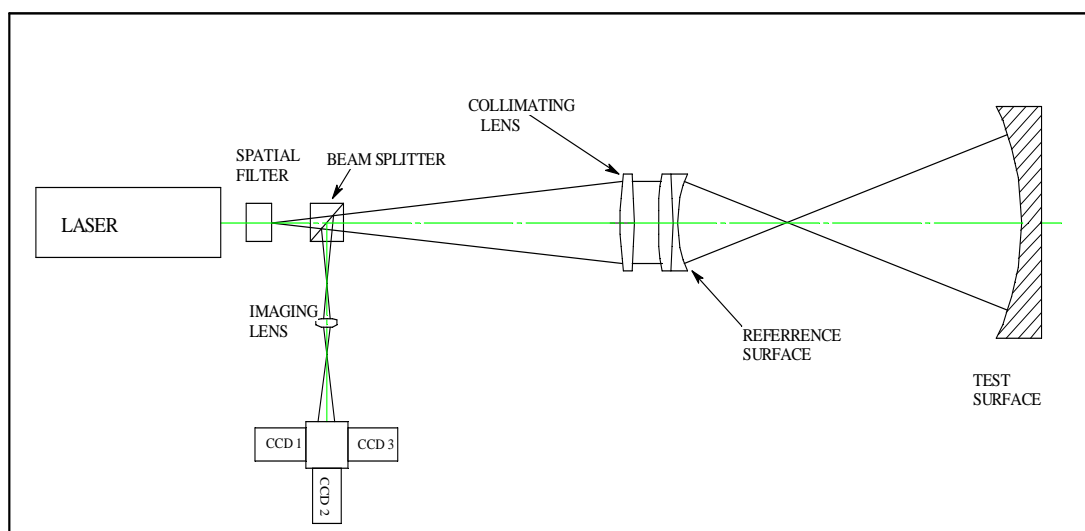 COLLIMATING
LENS
SPATIAL
FILTER
BEAM SPLITTER
LASER
IMAGING
LENS
REFERRENCE
SURFACE
TEST
SURFACE
CCD 1
CCD 3
CCD 2